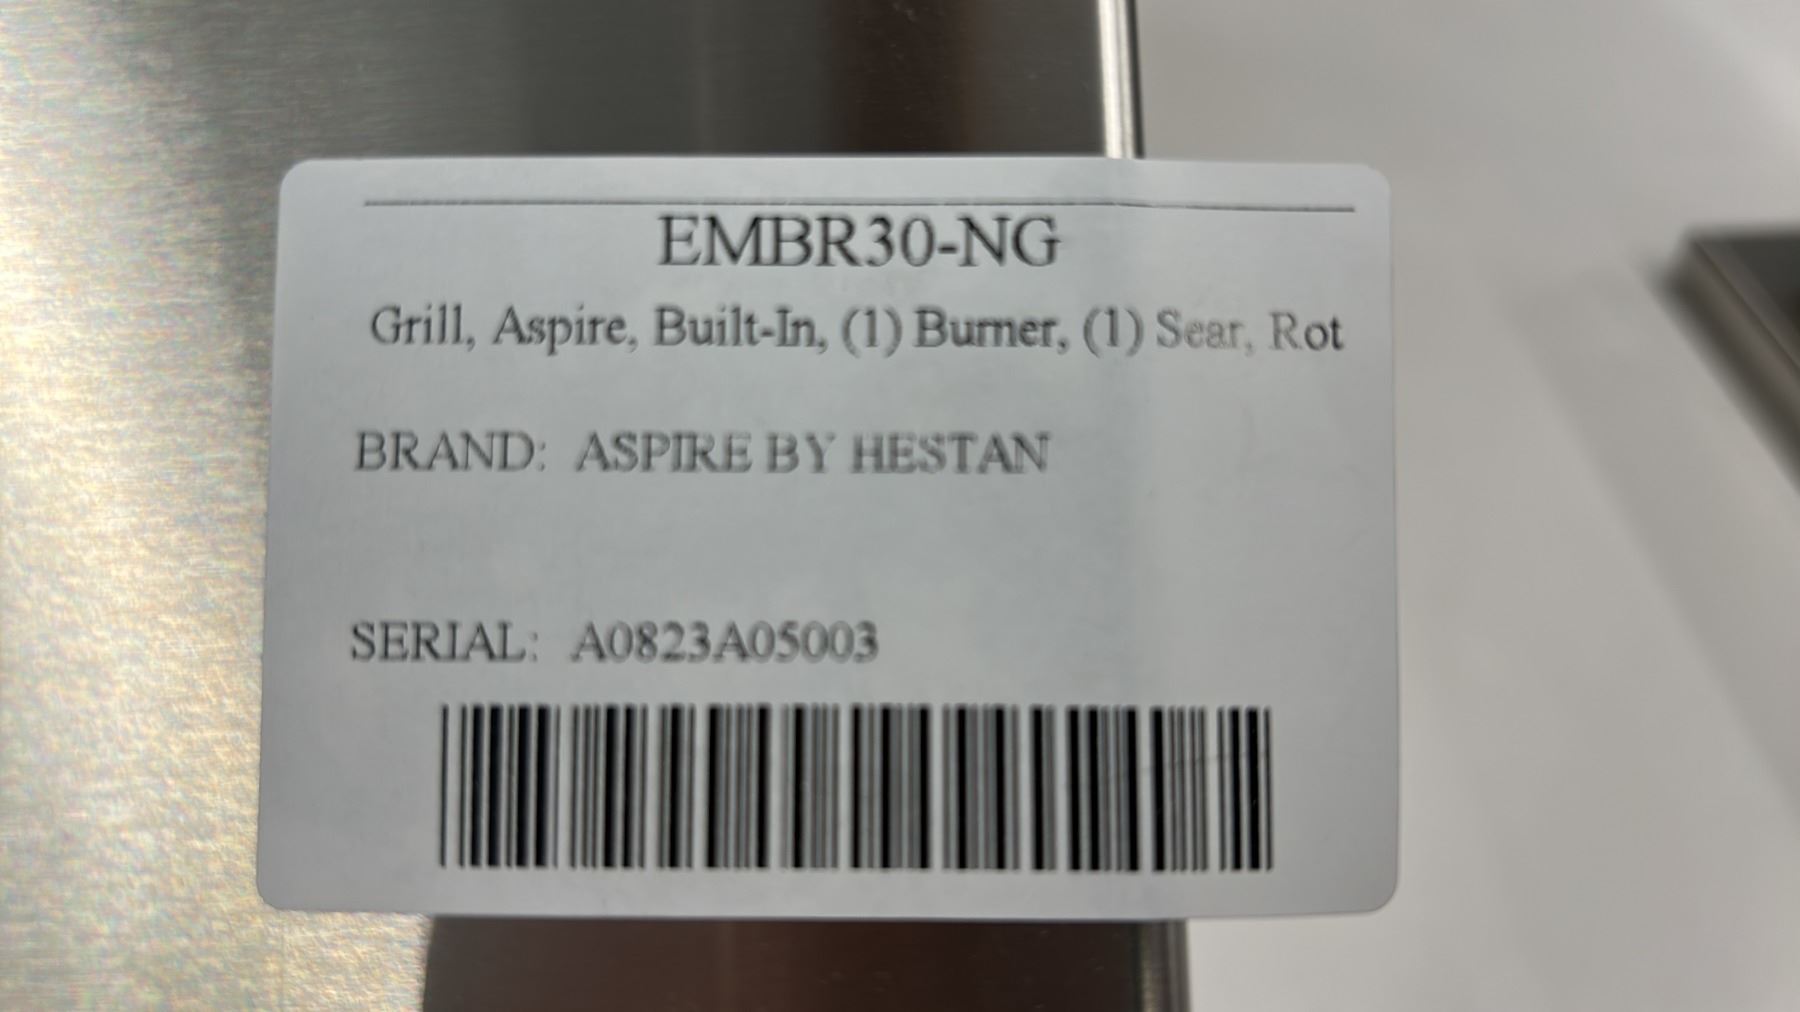 EMBR30-NG
Grill, Aspire, Built-In, (1) Burner, (1) Sear, Rot
BRAND: ASPIRE BY HESTAN
SERIAL: A0823A05003